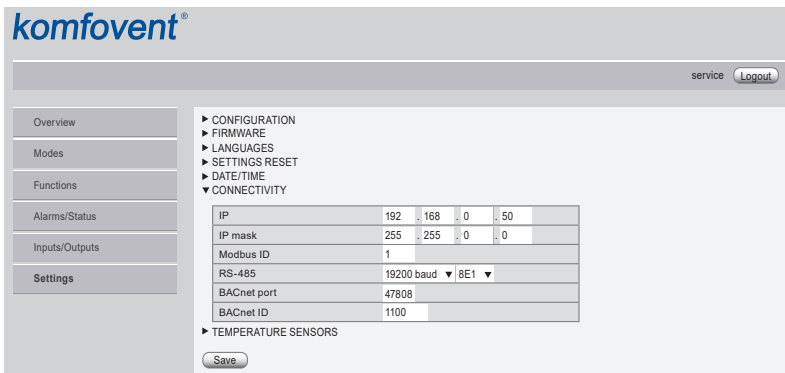 komfovent®
service Logout
Overview
Modes
Functions
Alarms/Status
Inputs/Outputs
Settings
▶ CONFIGURATION
▶ FIRMWARE
▶ LANGUAGES
▶ SETTINGS RESET
▶ DATE/TIME
▼ CONNECTIVITY
IP 192 . 168 . 0 . 50
IP mask 255 . 255 . 0 . 0
Modbus ID 1
RS-485 19200 baud ▼ 8E1 ▼
BACnet port 47808
BACnet ID 1100
▶ TEMPERATURE SENSORS
Save